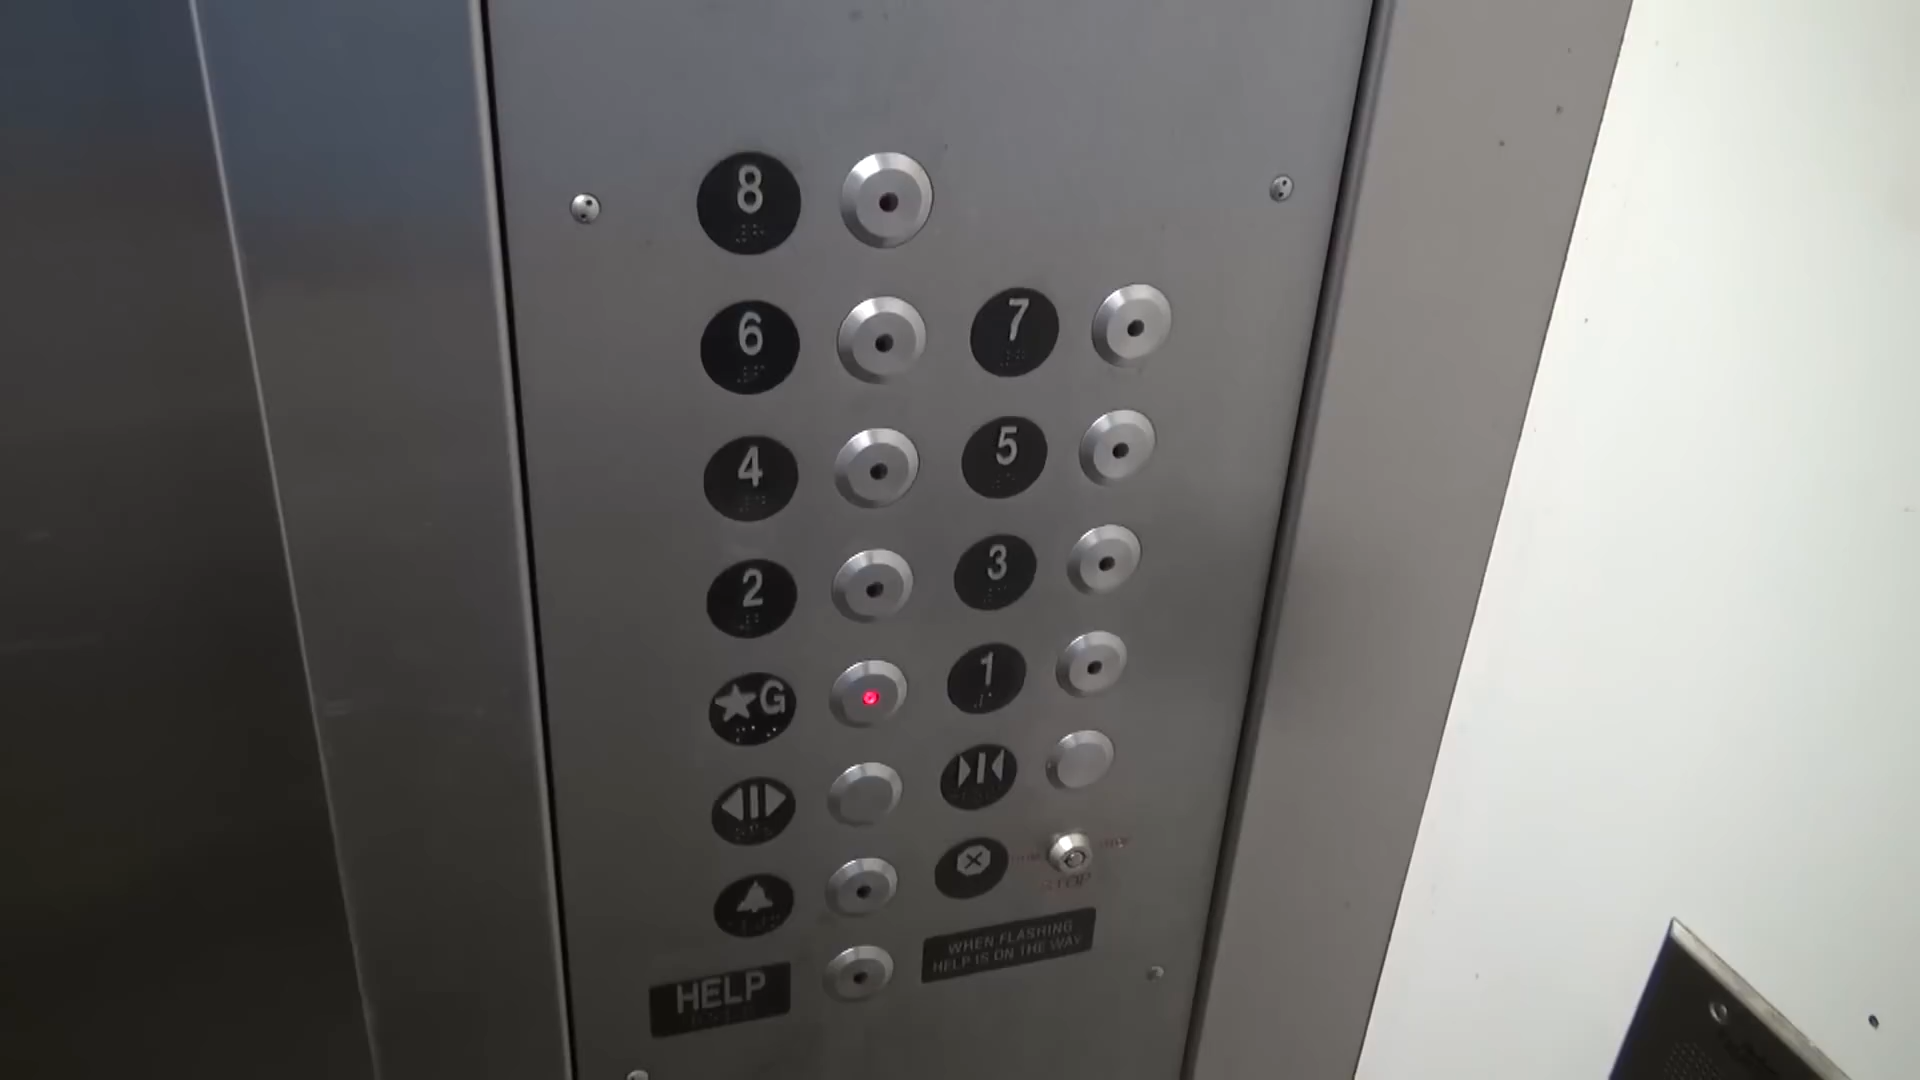 8
6 7
4 5
2 3
★G 1
STOP
WHEN FLASHING
HELP IS ON THE WAY
HELP